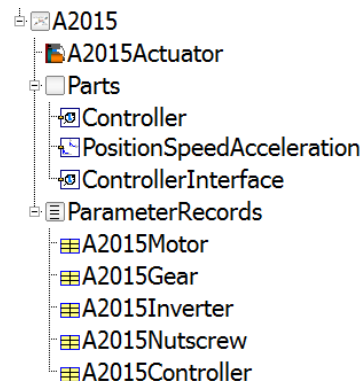 A2015
A2015Actuator
Parts
Controller
PositionSpeedAcceleration
ControllerInterface
ParameterRecords
A2015Motor
A2015Gear
A2015Inverter
A2015Nutscrew
A2015Controller